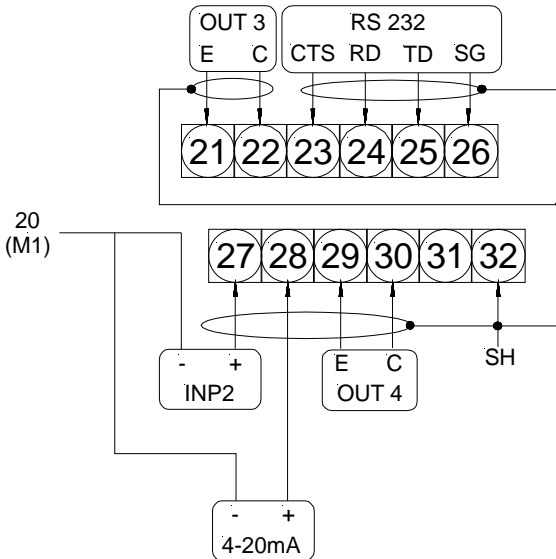 OUT 3 RS 232
E C CTS RD TD SG
21 22 23 24 25 26
20
(M1)
27 28 29 30 31 32
SH
- + E C
INP2 OUT 4
- +
4-20mA